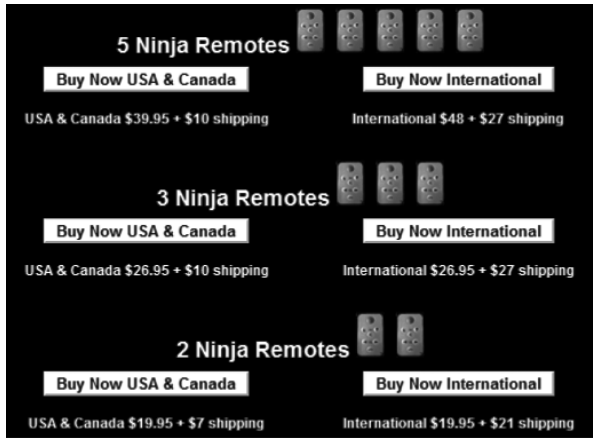 5 Ninja Remotes
Buy Now USA & Canada
Buy Now International
USA & Canada $39.95 + $10 shipping
International $48 + $27 shipping
3 Ninja Remotes
Buy Now USA & Canada
Buy Now International
USA & Canada $26.95 + $10 shipping
International $26.95 + $27 shipping
2 Ninja Remotes
Buy Now USA & Canada
Buy Now International
USA & Canada $19.95 + $7 shipping
International $19.95 + $21 shipping